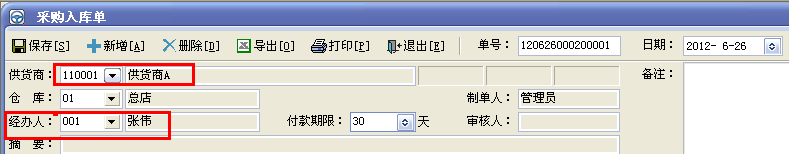 采购入库单
保存[S] 新增[A] 删除[D] 导出[O] 打印[P] 退出[E] 单号: 120626000200001 日期: 2012- 6-26
供货商: 110001 供货商A 备注:
仓 库: 01 总店 制单人: 管理员
经办人: 001 张伟 付款期限: 30 天 审核人:
摘 要: